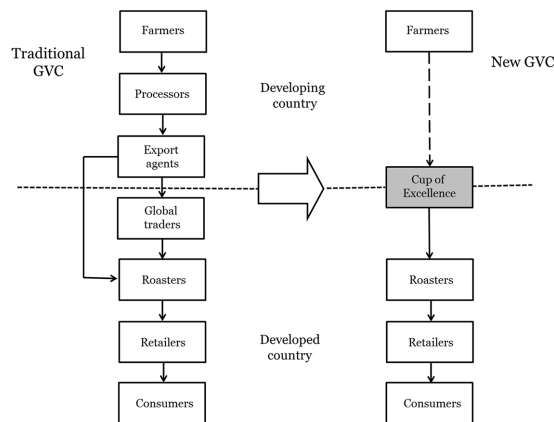 Traditional
GVC
Farmers
Processors
Export
agents
Global
traders
Roasters
Retailers
Consumers
Developing
country
Developed
country
New GVC
Farmers
Cup of
Excellence
Roasters
Retailers
Consumers